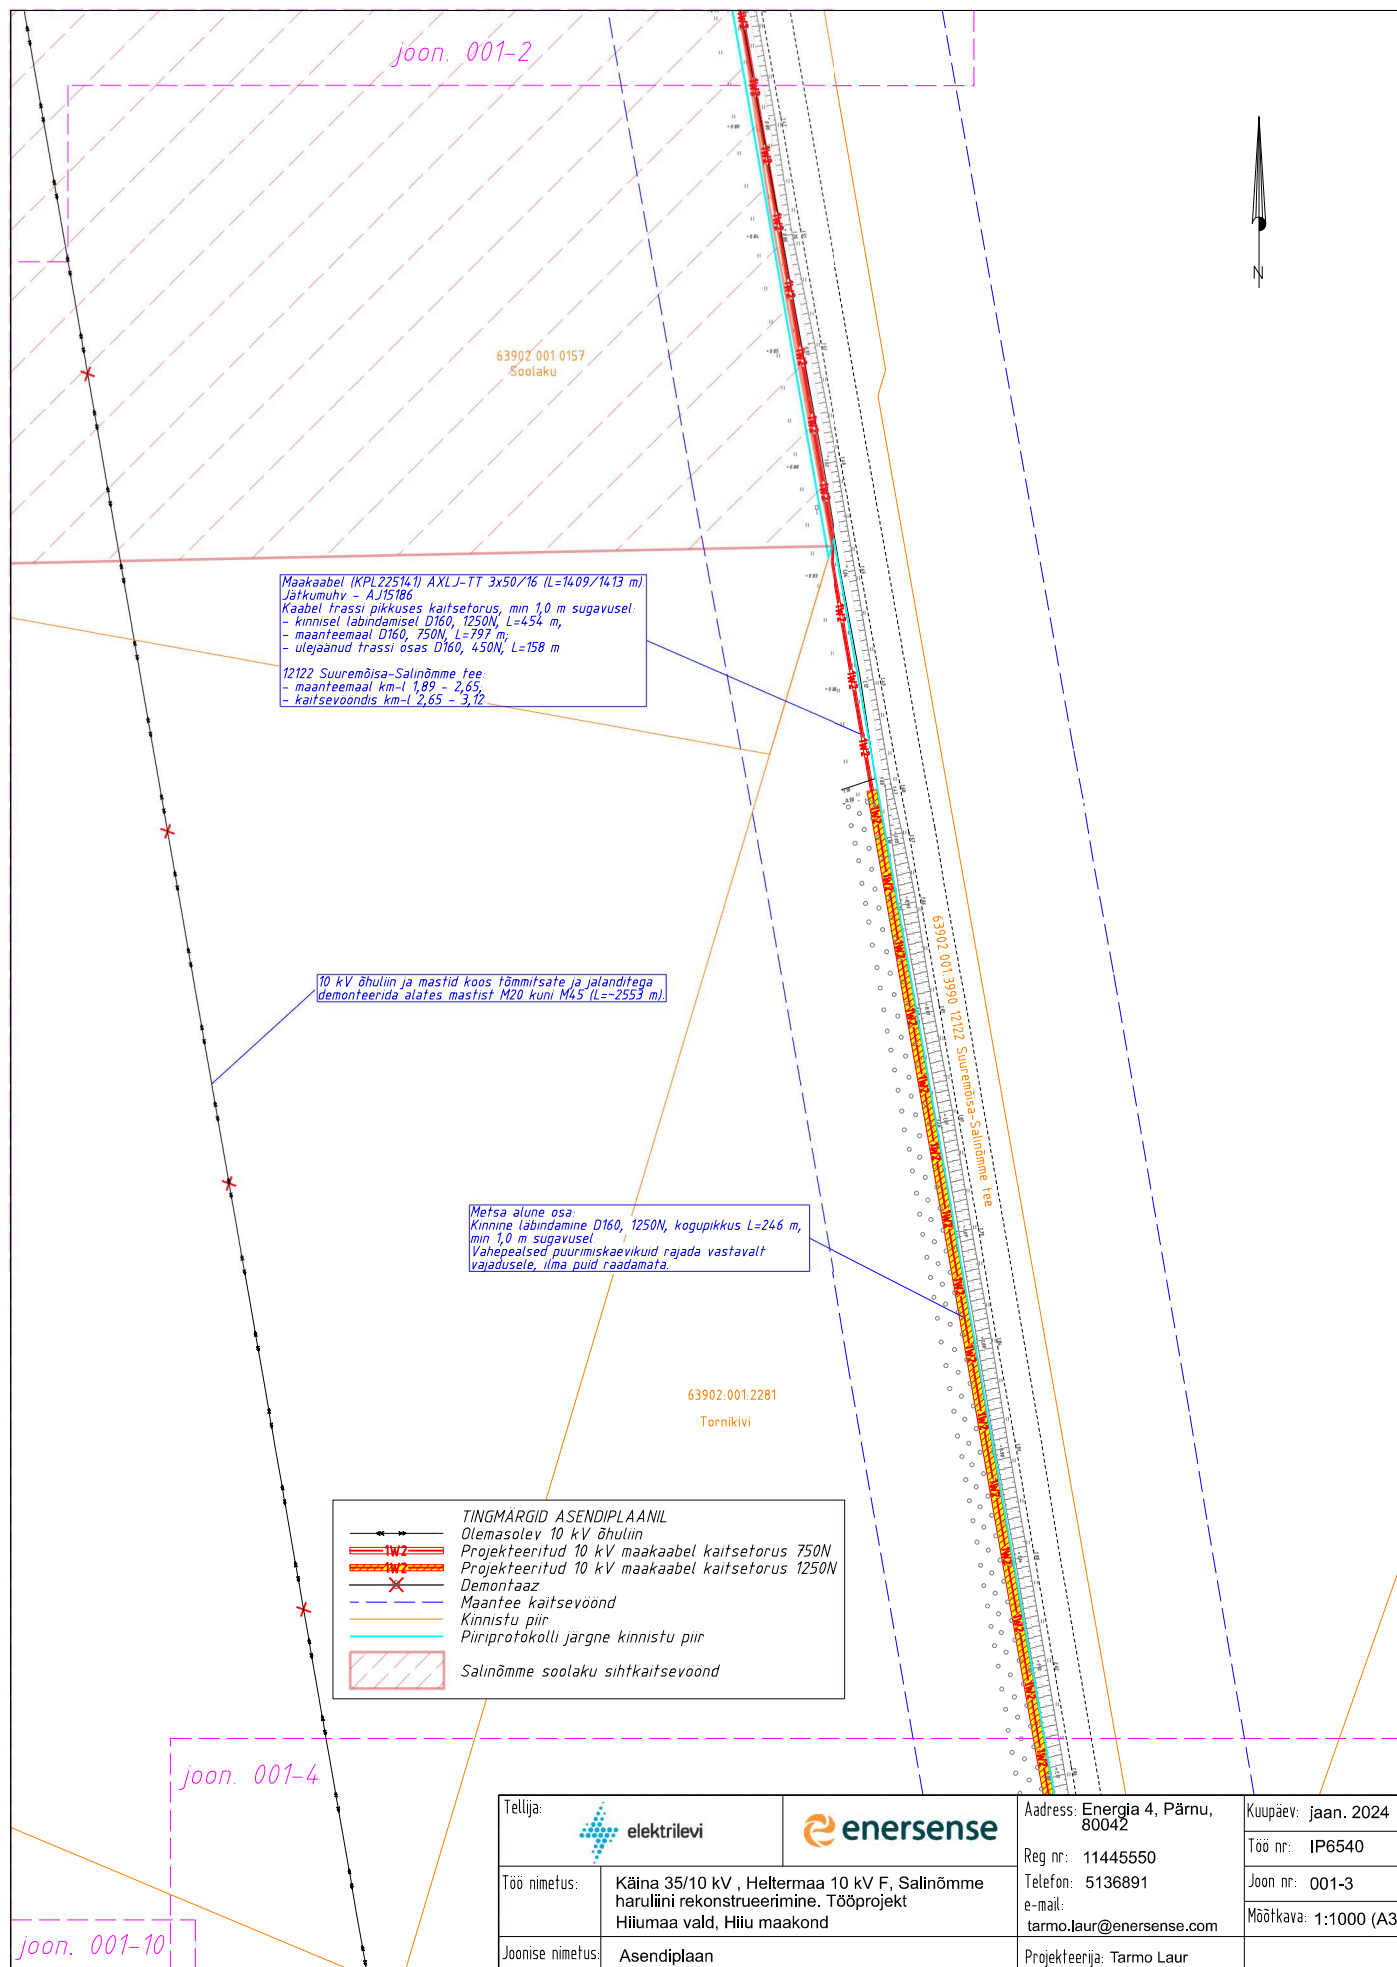 joon. 001-2
N
63902 001 0157
Soolaku
Maakaabel (KPL225141) AXLJ-TT 3x50/16 (L=1409/1413 m)
Jätkumuhv - AJ15186
Kaabel trassi pikkuses kaitsetorus, min 1,0 m sugavusel:
- kinnisel labindamisel D160, 1250N, L=454 m,
- maanteemaal D160, 750N, L=797 m;
- ulejaanud trassi osas D160, 450N, L=158 m
12122 Suuremõisa-Salinõmme tee:
- maanteemaal km-l 1,89 - 2,65;
- kaitsevoondis km-l 2,65 - 3,12
10 kV õhuliin ja mastid koos tõmmitsate ja jalanditega
demonteerida alates mastist M20 kuni M45 (L=~2553 m).
63902 001:3990 12122 Suuremõisa-Salinõmme tee
Metsa alune osa:
Kinnine läbindamine D160, 1250N, kogupikkus L=246 m,
min 1,0 m sugavusel
Vahepealsed puurimiskaevikuid rajada vastavalt
vajadusele, ilma puid raadamata.
63902:001:2281
Tornikivi
TINGMÄRGID ASENDIPLAANIL
Olemasolev 10 kV õhuliin
1W2 Projekteeritud 10 kV maakaabel kaitsetorus 750N
1W2 Projekteeritud 10 kV maakaabel kaitsetorus 1250N
Demontaaz
Maantee kaitsevöönd
Kinnistu piir
Piiriprotokolli järgne kinnistu piir
Salinõmme soolaku sihtkaitsevöönd
joon. 001-4
joon. 001-10
Tellija:
elektrilevi
enersense
Aadress: Energia 4, Pärnu,
80042
Reg nr: 11445550
Telefon: 5136891
e-mail:
tarmo.laur@enersense.com
Projekteerija: Tarmo Laur
Kuupäev: jaan. 2024
Töö nr: IP6540
Joon nr: 001-3
Mõõtkava: 1:1000 (A3
Töö nimetus: Käina 35/10 kV , Heltermaa 10 kV F, Salinõmme
haruliini rekonstrueerimine. Tööprojekt
Hiiumaa vald, Hiiu maakond
Joonise nimetus: Asendiplaan